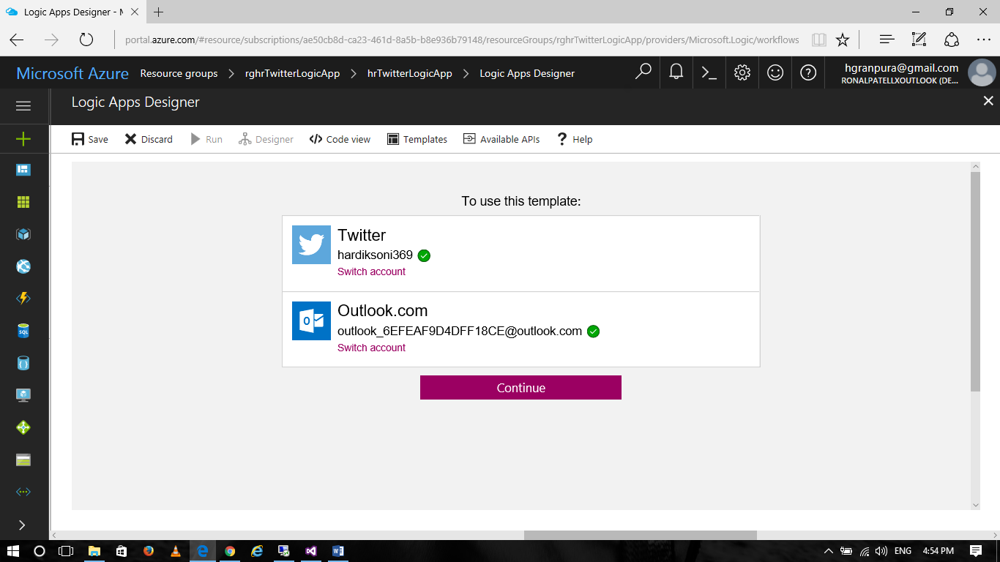 Logic Apps Designer - M
portal.azure.com/#resource/subscriptions/ae50cb8d-ca23-461d-8a5b-b8e936b79148/resourceGroups/rghrTwitterLogicApp/providers/Microsoft.Logic/workflows
Microsoft Azure Resource groups > rghrTwitterLogicApp > hrTwitterLogicApp > Logic Apps Designer
hgranpura@gmail.com
RONALPATELLXOUTLOOK (DE...
Logic Apps Designer
Save Discard Run Designer Code view Templates Available APIs Help
To use this template:
Twitter
hardiksoni369
Switch account
Outlook.com
outlook_6EFEAF9D4DFF18CE@outlook.com
Switch account
Continue
SQL
ENG 4:54 PM